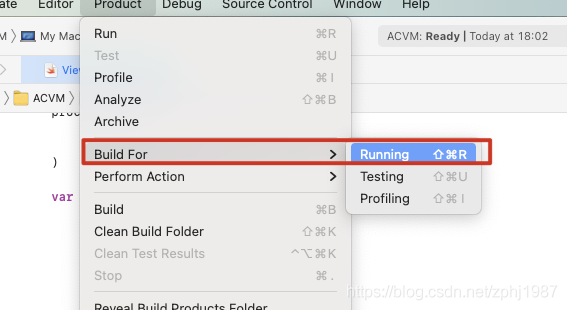 ate Editor Product Debug Source Control Window Help
M 〉 My Mac
ACVM: Ready | Today at 18:02
View
ACVM
Run ⌘R
Test ⌘U
Profile ⌘I
Analyze ⇧⌘B
Archive
Build For > Running ⇧⌘R
)
Perform Action > Testing ⇧⌘U
var
Profiling ⇧⌘I
Build ⌘B
Clean Build Folder ⇧⌘K
Clean Test Results ⌃⌥⌘K
Stop ⌘.
Reveal Build Products Folder
https://blog.csdn.net/zphj1987